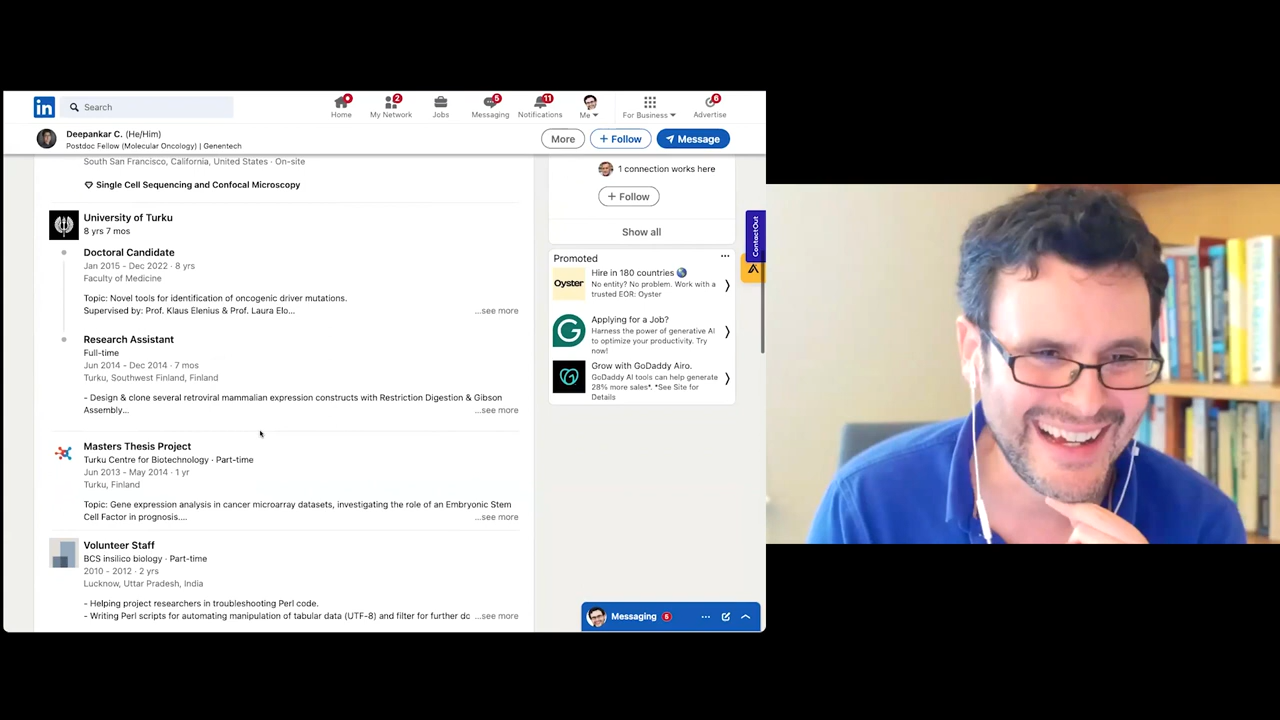 in
Search
Home
2
My Network
Jobs
5
Messaging
11
Notifications
Me
For Business
6
Advertise
Deepankar C. (He/Him)
Postdoc Fellow (Molecular Oncology) | Genentech
More
+ Follow
Message
South San Francisco, California, United States · On-site
Single Cell Sequencing and Confocal Microscopy
University of Turku
8 yrs 7 mos
Doctoral Candidate
Jan 2015 - Dec 2022 · 8 yrs
Faculty of Medicine
Topic: Novel tools for identification of oncogenic driver mutations.
Supervised by: Prof. Klaus Elenius & Prof. Laura Elo...
...see more
Research Assistant
Full-time
Jun 2014 - Dec 2014 · 7 mos
Turku, Southwest Finland, Finland
- Design & clone several retroviral mammalian expression constructs with Restriction Digestion & Gibson
Assembly...
...see more
Masters Thesis Project
Turku Centre for Biotechnology · Part-time
Jun 2013 - May 2014 · 1 yr
Turku, Finland
Topic: Gene expression analysis in cancer microarray datasets, investigating the role of an Embryonic Stem
Cell Factor in prognosis....
...see more
Volunteer Staff
BCS insilico biology · Part-time
2010 - 2012 · 2 yrs
Lucknow, Uttar Pradesh, India
- Helping project researchers in troubleshooting Perl code.
- Writing Perl scripts for automating manipulation of tabular data (UTF-8) and filter for further dc
...see more
1 connection works here
+ Follow
Show all
ContactOut
Promoted
...
Oyster
Hire in 180 countries
No entity? No problem. Work with a
trusted EOR: Oyster
Applying for a Job?
Harness the power of generative AI
to optimize your productivity. Try
now!
Grow with GoDaddy Airo.
GoDaddy AI tools can help generate
28% more sales*. *See Site for
Details
Messaging
5
...